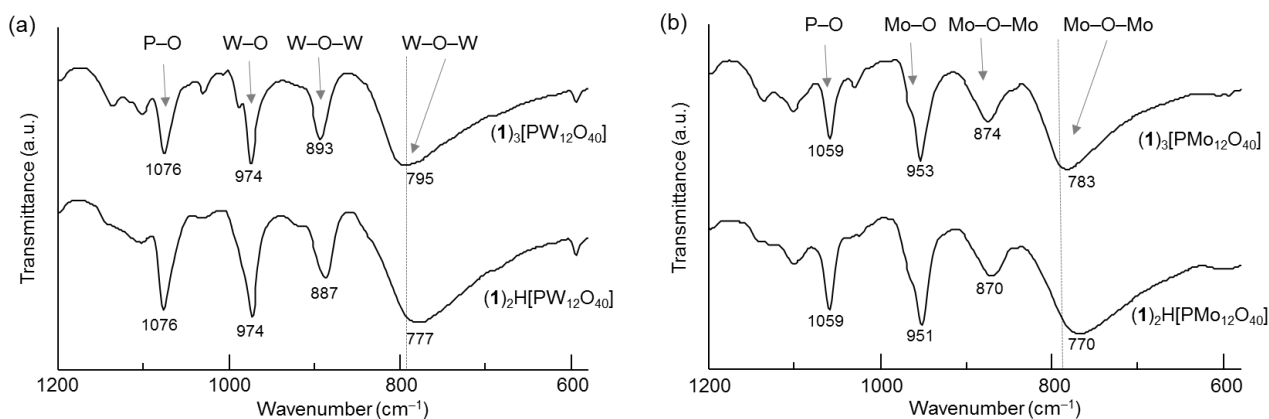 (a)
P–O W–O W–O–W W–O–W
Transmittance (a.u.)
(1)₃[PW₁₂O₄₀]
1076 974 893 795
(1)₂H[PW₁₂O₄₀]
1076 974 887 777
1200 1000 800 600
Wavenumber (cm⁻¹)
(b)
P–O Mo–O Mo–O–Mo Mo–O–Mo
Transmittance (a.u.)
(1)₃[PMo₁₂O₄₀]
1059 953 874 783
(1)₂H[PMo₁₂O₄₀]
1059 951 870 770
1200 1000 800 600
Wavenumber (cm⁻¹)